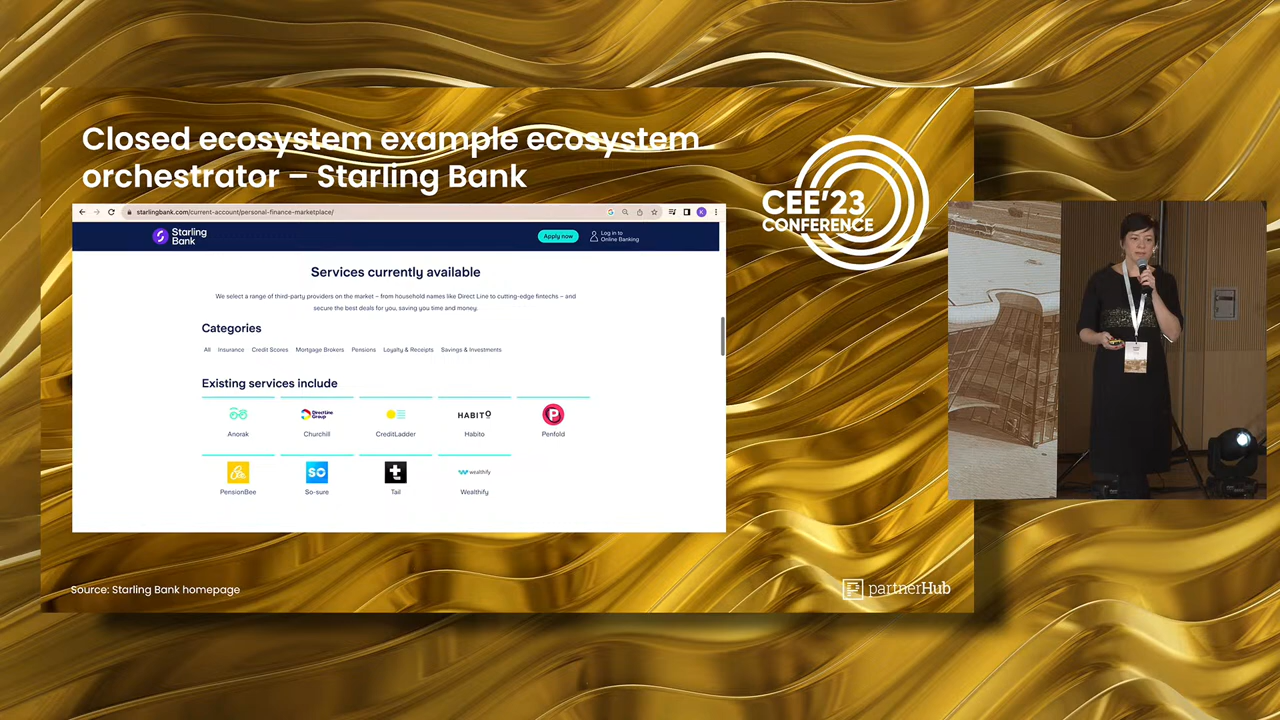 Closed ecosystem example ecosystem
orchestrator – Starling Bank
CEE'23
CONFERENCE
starlingbank.com/current-account/personal-finance-marketplace/
G
K
Starling
Bank
Apply now
Log in to
Online Banking
Services currently available
We select a range of third-party providers on the market – from household names like Direct Line to cutting-edge fintechs – and
secure the best deals for you, saving you time and money.
Categories
All Insurance Credit Scores Mortgage Brokers Pensions Loyalty & Receipts Savings & Investments
Existing services include
Direct Line
Group
HABITO
P
Anorak Churchill CreditLadder Habito Penfold
so
t
wealthify
PensionBee So-sure Tail Wealthify
Source: Starling Bank homepage
partnerHub